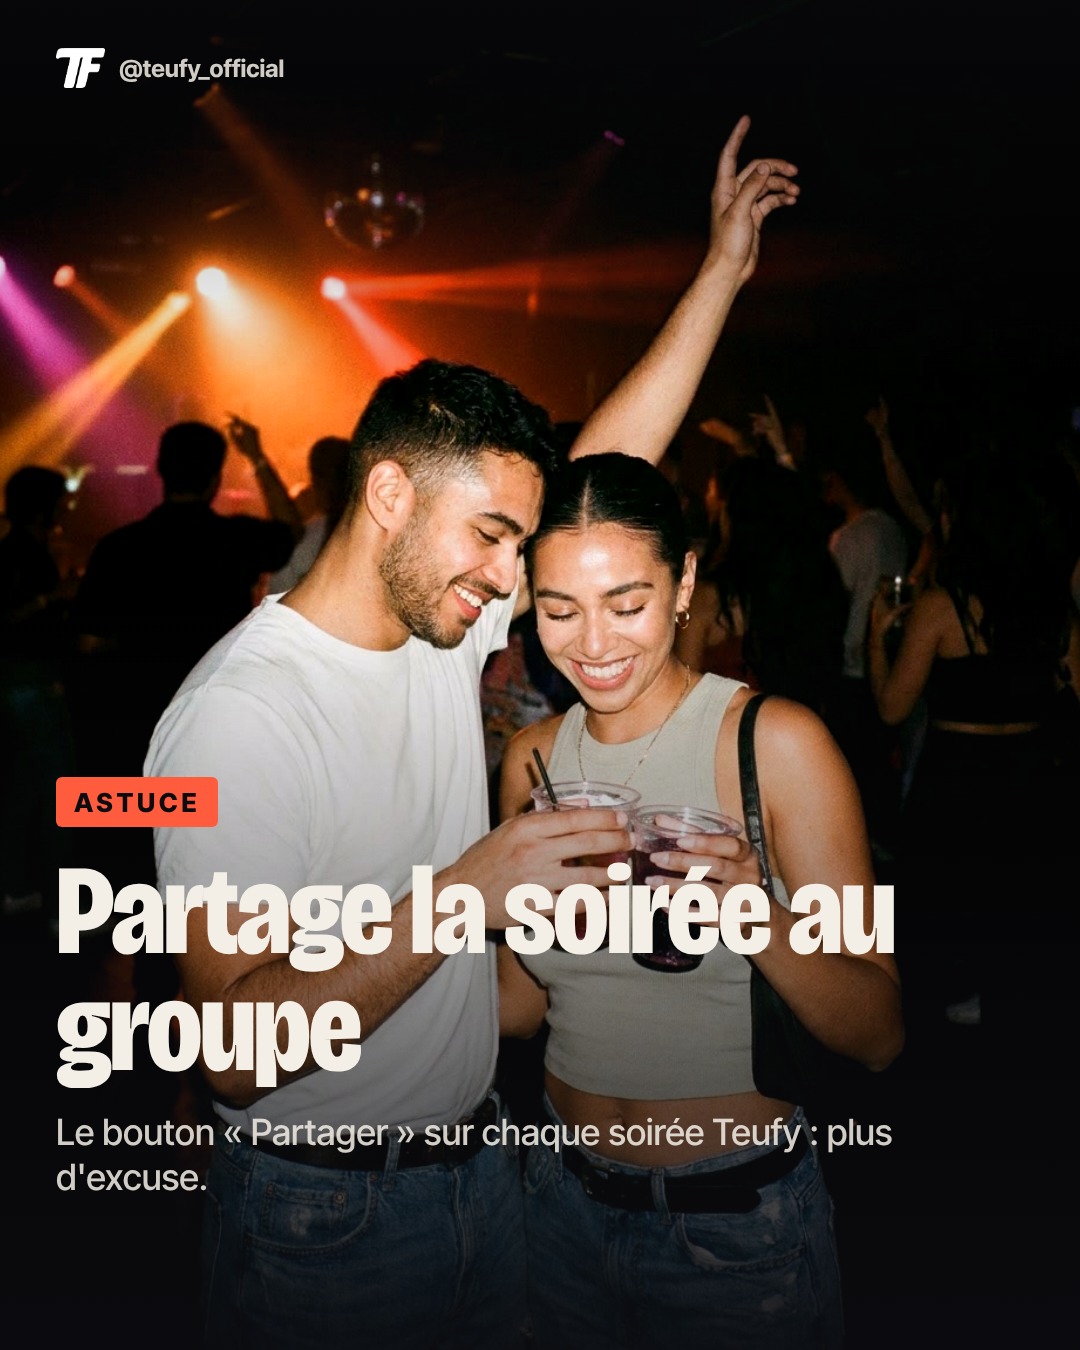 TF @teufy_official
ASTUCE
Partage la soirée au
groupe
Le bouton « Partager » sur chaque soirée Teufy : plus
d'excuse.